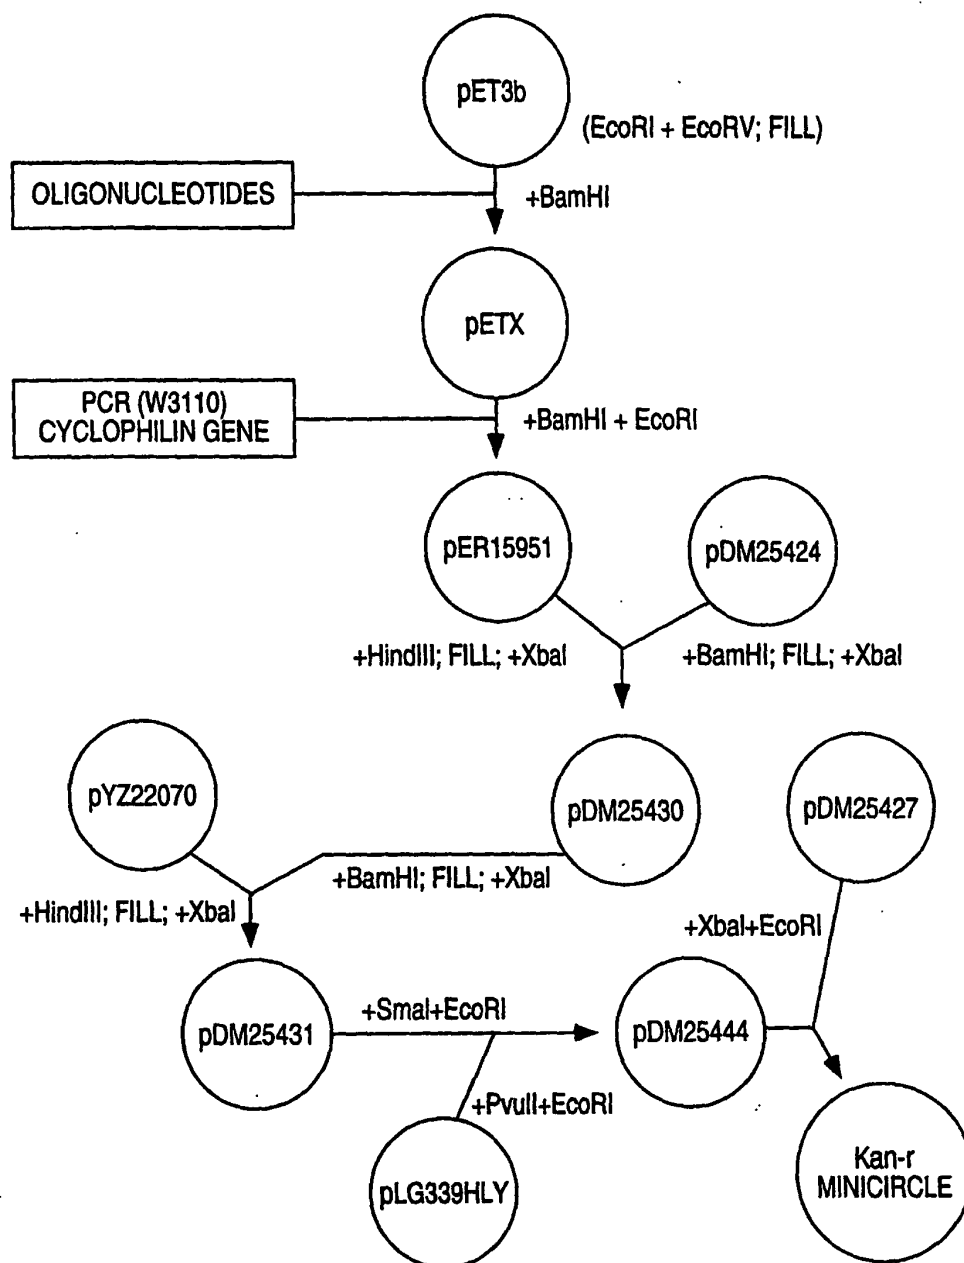 pET3b
(EcoRI + EcoRV; FILL)
OLIGONUCLEOTIDES
+BamHI
pETX
PCR (W3110)
CYCLOPHILIN GENE
+BamHI + EcoRI
pER15951
pDM25424
+HindIII; FILL; +XbaI
+BamHI; FILL; +XbaI
pYZ22070
pDM25430
pDM25427
+BamHI; FILL; +XbaI
+HindIII; FILL; +XbaI
+XbaI+EcoRI
pDM25431
+SmaI+EcoRI
pDM25444
+PvuII+EcoRI
pLG339HLY
Kan-r
MINICIRCLE